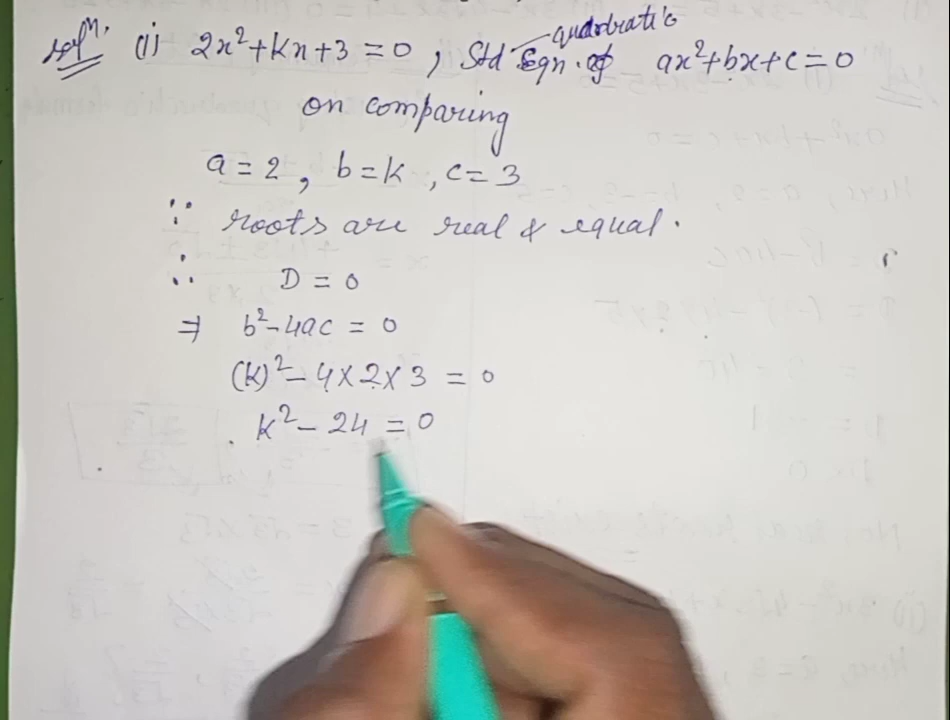 Solⁿ. (i) 2x²+kx+3=0, Std Eqn. of quadratic ax²+bx+c=0
on comparing
a=2, b=k, c=3
∵ roots are real & equal.
∴ D=0
⇒ b²-4ac = 0
(k)²-4×2×3 = 0
k²-24=0